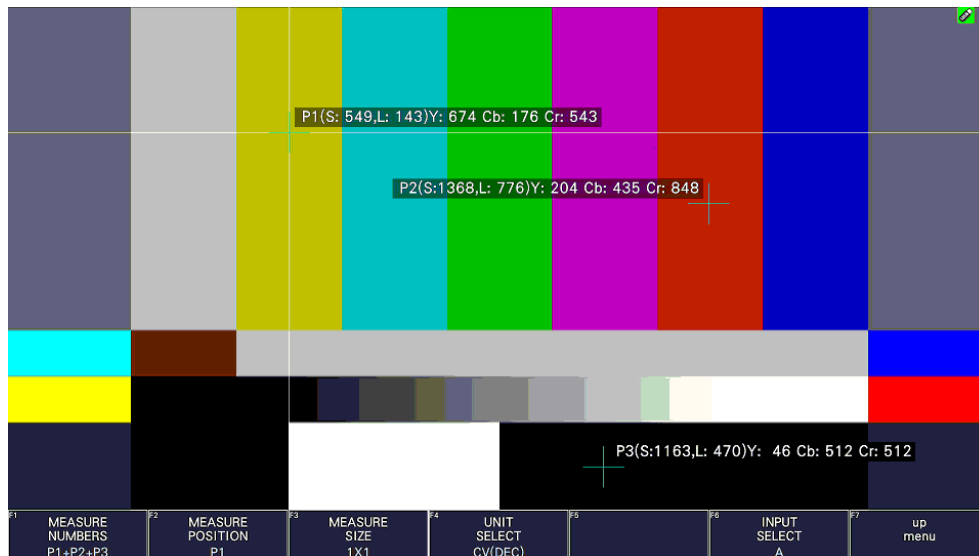 P1(S: 549,L: 143)Y: 674 Cb: 176 Cr: 543
P2(S:1368,L: 776)Y: 204 Cb: 435 Cr: 848
P3(S:1163,L: 470)Y: 46 Cb: 512 Cr: 512
F1 MEASURE
NUMBERS
P1+P2+P3
F2 MEASURE
POSITION
P1
F3 MEASURE
SIZE
1X1
F4 UNIT
SELECT
CV(DEC)
F5
F6 INPUT
SELECT
A
F7 up
menu